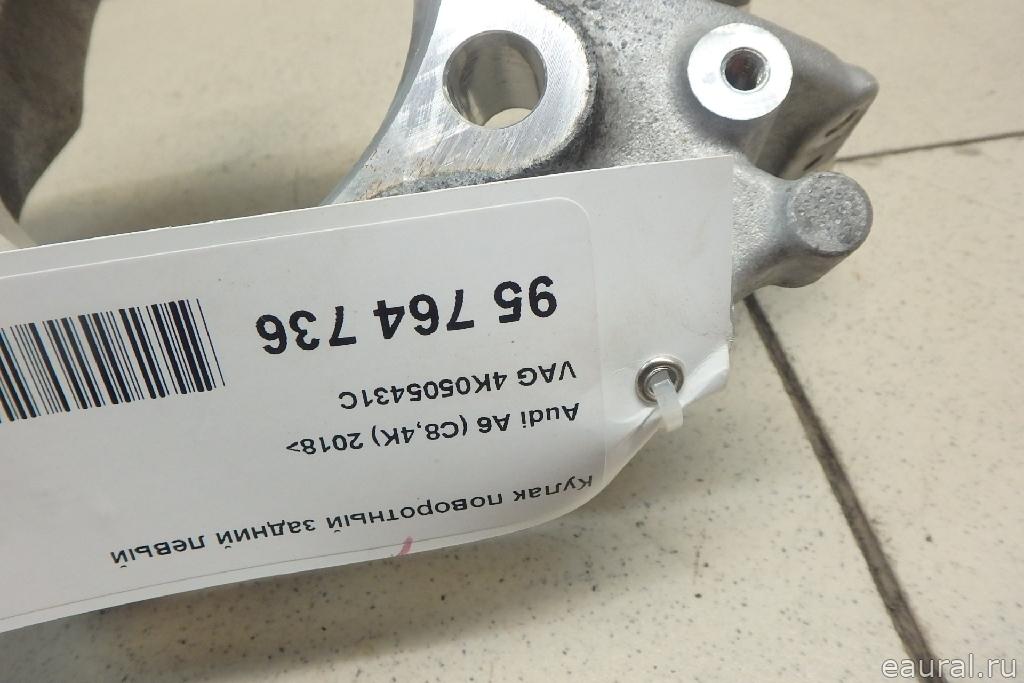 Кулак поворотный задний левый
Audi A6 (C8,4K) 2018>
VAG 4K0505431C
95 764 736
eaural.ru